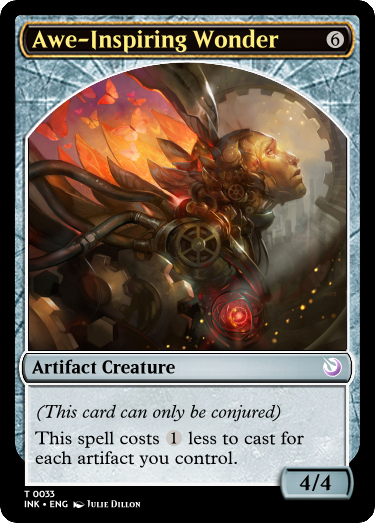 Awe-Inspiring Wonder 6
Artifact Creature
(This card can only be conjured)
This spell costs 1 less to cast for
each artifact you control.
4/4
T 0033
INK • ENG Julie Dillon